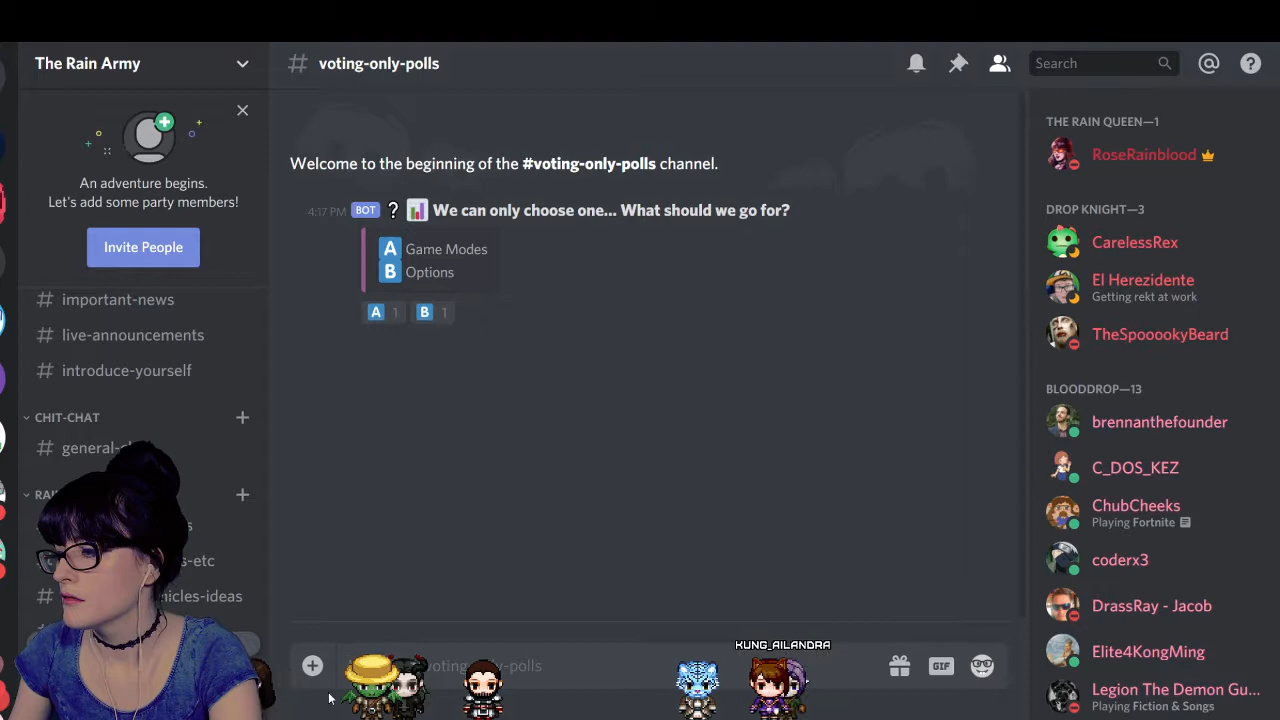 The Rain Army
# voting-only-polls
Search
An adventure begins.
Let's add some party members!
Invite People
# important-news
# live-announcements
# introduce-yourself
CHIT-CHAT
# general-
# nicles-ideas
Welcome to the beginning of the #voting-only-polls channel.
4:17 PM BOT ? We can only choose one... What should we go for?
A Game Modes
B Options
A 1 B 1
voting-only-polls
GIF
KUNG_AILANDRA
THE RAIN QUEEN—1
RoseRainblood
DROP KNIGHT—3
CarelessRex
El Herezidente
Getting rekt at work
TheSpooookyBeard
BLOODDROP—13
brennanthefounder
C_DOS_KEZ
ChubCheeks
Playing Fortnite
coderx3
DrassRay - Jacob
Elite4KongMing
Legion The Demon Gu...
Playing Fiction & Songs